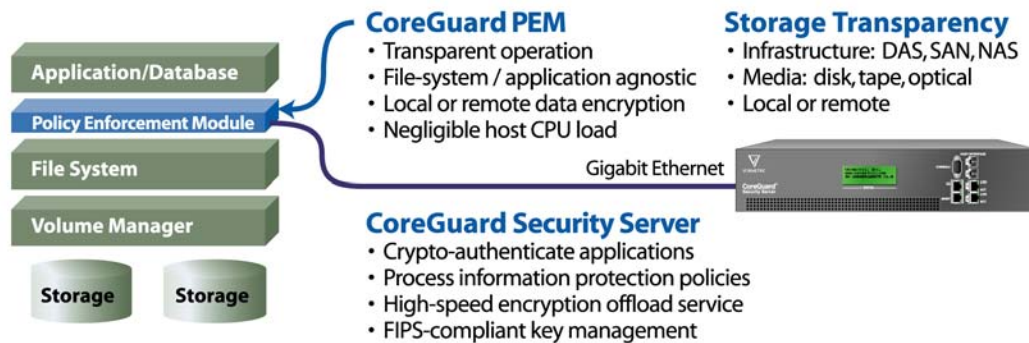 CoreGuard PEM
• Transparent operation
• File-system / application agnostic
• Local or remote data encryption
• Negligible host CPU load
Storage Transparency
• Infrastructure: DAS, SAN, NAS
• Media: disk, tape, optical
• Local or remote
Application/Database
Policy Enforcement Module
File System
Volume Manager
Storage
Storage
Gigabit Ethernet
CoreGuard
Security Server
CoreGuard Security Server
• Crypto-authenticate applications
• Process information protection policies
• High-speed encryption offload service
• FIPS-compliant key management